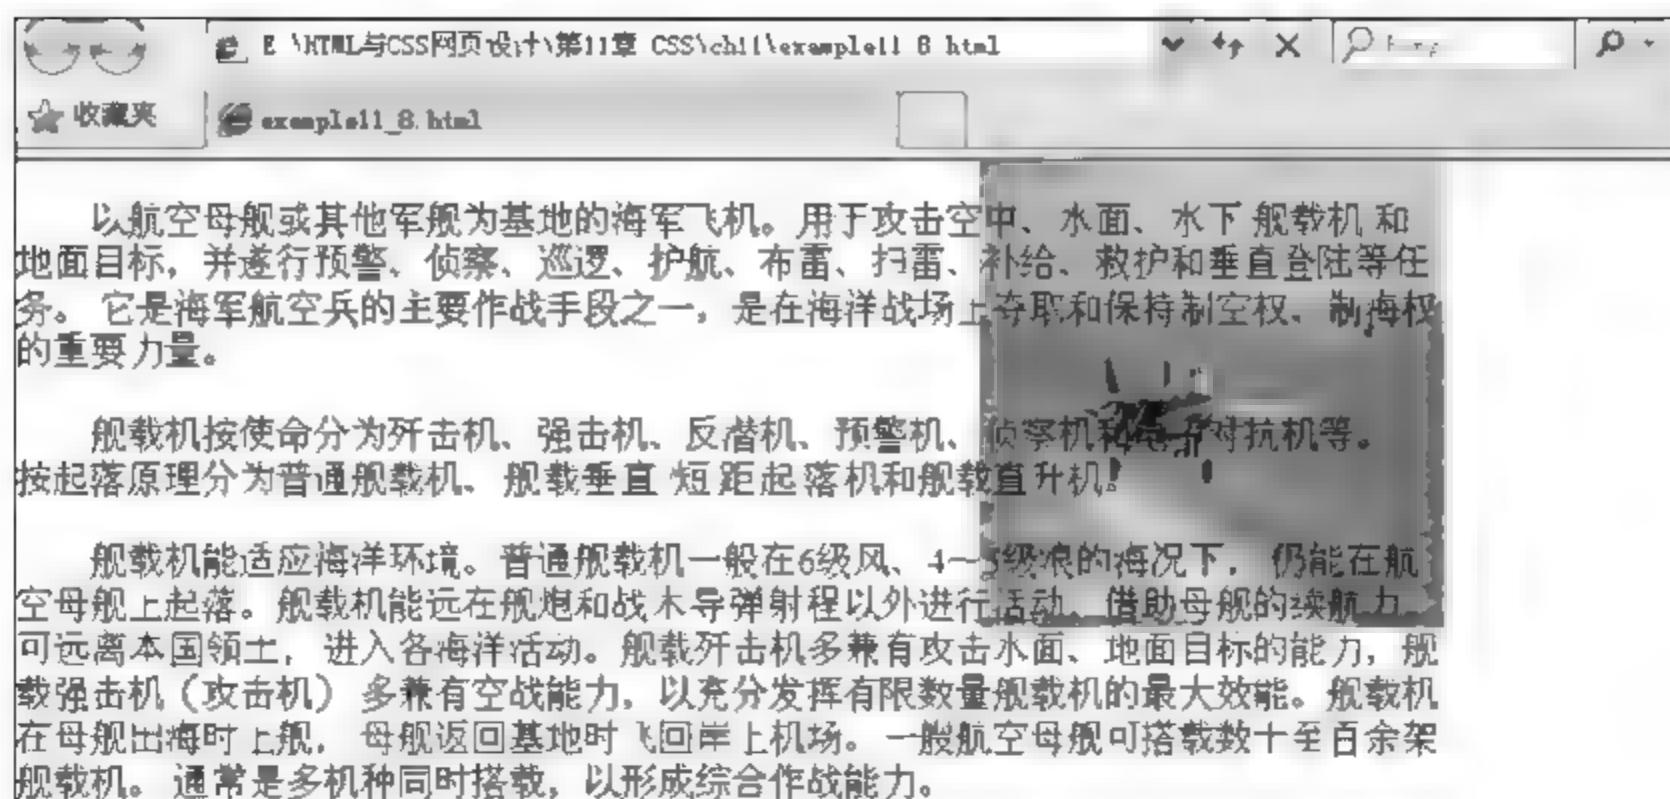 E \HTML与CSS网页设计\第11章 CSS\ch11\example11 8 html
收藏夹
example11_8.html
以航空母舰或其他军舰为基地的海军飞机。用于攻击空中、水面、水下 舰载机 和
地面目标，并遂行预警、侦察、巡逻、护航、布雷、扫雷、补给、救护和垂直登陆等任
务。 它是海军航空兵的主要作战手段之一，是在海洋战场上夺取和保持制空权、制海权
的重要力量。
舰载机按使命分为歼击机、强击机、反潜机、预警机、侦察机和电子对抗机等。
按起落原理分为普通舰载机、舰载垂直 短 距起落机和舰载直升机。
舰载机能适应海洋环境。普通舰载机一般在6级风、4～5级浪的海况下，仍能在航
空母舰上起落。舰载机能远在舰炮和战术导弹射程以外进行活动，借助母舰的续航力，
可远离本国领土，进入各海洋活动。舰载歼击机多兼有攻击水面、地面目标的能力，舰
载强击机（攻击机） 多兼有空战能力，以充分发挥有限数量舰载机的最大效能。舰载机
在母舰出海时上舰， 母舰返回基地时飞回岸上机场。一艘航空母舰可搭载数十至百余架
舰载机。通常是多机种同时搭载，以形成综合作战能力。